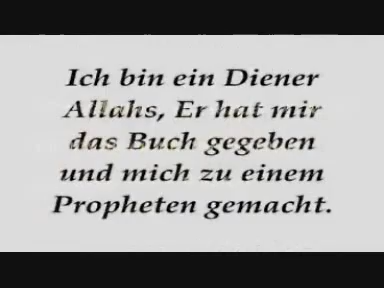 Ich bin ein Diener
Allahs, Er hat mir
das Buch gegeben
und mich zu einem
Propheten gemacht.